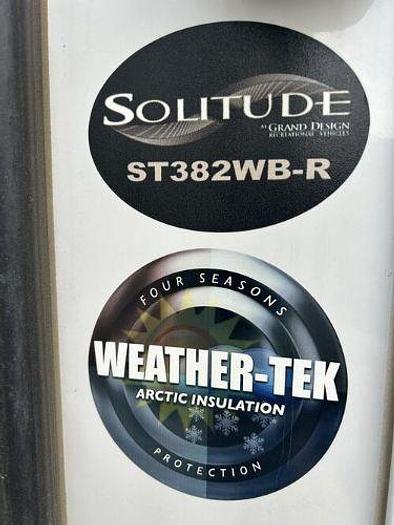 SOLITUDE
BY GRAND DESIGN
RECREATIONAL VEHICLES
ST382WB-R
FOUR SEASONS
WEATHER-TEK
ARCTIC INSULATION
PROTECTION